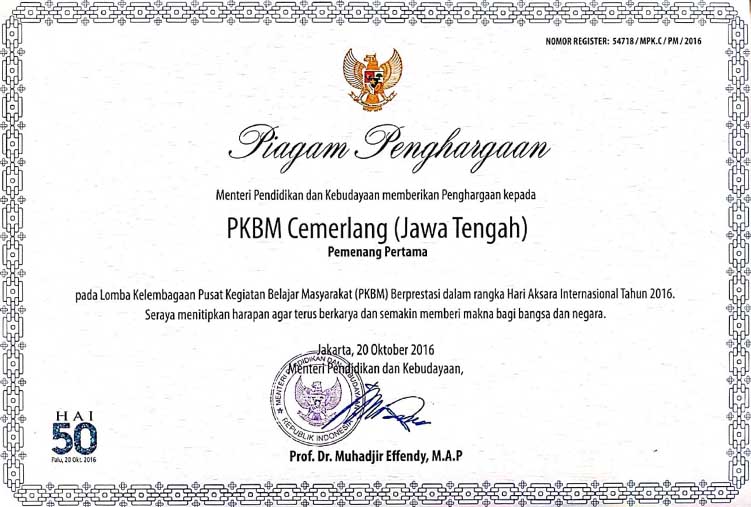 NOMOR REGISTER: 54718 / MPK.C / PM / 2016
Piagam Penghargaan
Menteri Pendidikan dan Kebudayaan memberikan Penghargaan kepada
PKBM Cemerlang (Jawa Tengah)
Pemenang Pertama
pada Lomba Kelembagaan Pusat Kegiatan Belajar Masyarakat (PKBM) Berprestasi dalam rangka Hari Aksara Internasional Tahun 2016.
Seraya menitipkan harapan agar terus berkarya dan semakin memberi makna bagi bangsa dan negara.
Jakarta, 20 Oktober 2016
Menteri Pendidikan dan Kebudayaan,
MENTERI PENDIDIKAN DAN KEBUDAYAAN
REPUBLIK INDONESIA
Prof. Dr. Muhadjir Effendy, M.A.P
HAI
50
Palu, 20 Okt. 2016